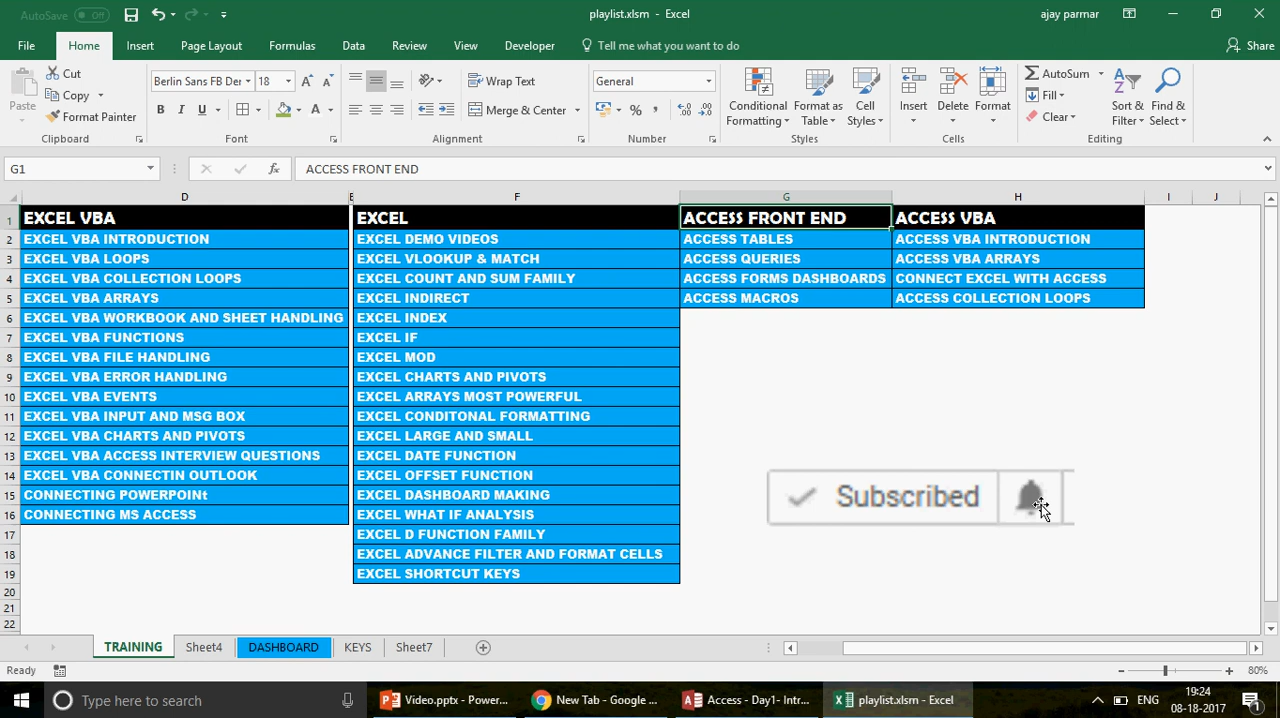 AutoSave Off
playlist.xlsm - Excel
ajay parmar
File Home Insert Page Layout Formulas Data Review View Developer Tell me what you want to do Share
Paste
Cut
Copy
Format Painter
Clipboard
Berlin Sans FB Der 18
B I U
Font
Wrap Text
Merge & Center
Alignment
General
Number
Conditional Formatting
Format as Table
Cell Styles
Styles
Insert
Delete
Format
Cells
AutoSum
Fill
Clear
Sort & Filter
Find & Select
Editing
G1
fx
ACCESS FRONT END
D E F G H I J
1 EXCEL VBA EXCEL ACCESS FRONT END ACCESS VBA
2 EXCEL VBA INTRODUCTION EXCEL DEMO VIDEOS ACCESS TABLES ACCESS VBA INTRODUCTION
3 EXCEL VBA LOOPS EXCEL VLOOKUP & MATCH ACCESS QUERIES ACCESS VBA ARRAYS
4 EXCEL VBA COLLECTION LOOPS EXCEL COUNT AND SUM FAMILY ACCESS FORMS DASHBOARDS CONNECT EXCEL WITH ACCESS
5 EXCEL VBA ARRAYS EXCEL INDIRECT ACCESS MACROS ACCESS COLLECTION LOOPS
6 EXCEL VBA WORKBOOK AND SHEET HANDLING EXCEL INDEX
7 EXCEL VBA FUNCTIONS EXCEL IF
8 EXCEL VBA FILE HANDLING EXCEL MOD
9 EXCEL VBA ERROR HANDLING EXCEL CHARTS AND PIVOTS
10 EXCEL VBA EVENTS EXCEL ARRAYS MOST POWERFUL
11 EXCEL VBA INPUT AND MSG BOX EXCEL CONDITONAL FORMATTING
12 EXCEL VBA CHARTS AND PIVOTS EXCEL LARGE AND SMALL
13 EXCEL VBA ACCESS INTERVIEW QUESTIONS EXCEL DATE FUNCTION
14 EXCEL VBA CONNECTIN OUTLOOK EXCEL OFFSET FUNCTION
15 CONNECTING POWERPOINt EXCEL DASHBOARD MAKING
16 CONNECTING MS ACCESS EXCEL WHAT IF ANALYSIS
17 EXCEL D FUNCTION FAMILY
18 EXCEL ADVANCE FILTER AND FORMAT CELLS
19 EXCEL SHORTCUT KEYS
20
21
22
Subscribed
TRAINING Sheet4 DASHBOARD KEYS Sheet7
Ready
80%
Type here to search
Video.pptx - Power...
New Tab - Google ...
Access - Day1- Intr...
playlist.xlsm - Excel
ENG
19:24
08-18-2017
1